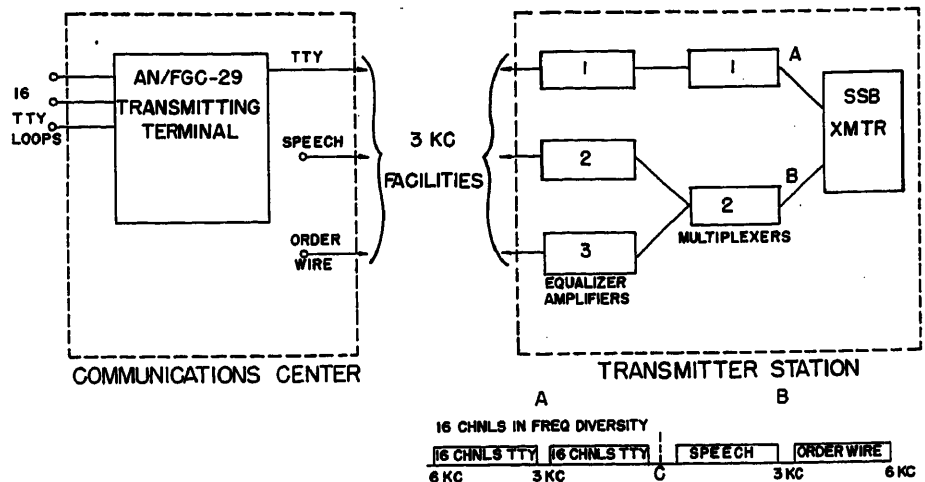 16
TTY
LOOPS
AN/FGC-29
TRANSMITTING
TERMINAL
TTY
SPEECH
ORDER
WIRE
COMMUNICATIONS CENTER
3 KC
FACILITIES
1
2
3
EQUALIZER
AMPLIFIERS
1
2
MULTIPLEXERS
A
B
SSB
XMTR
TRANSMITTER STATION
A
B
16 CHNLS IN FREQ DIVERSITY
16 CHNLS TTY
16 CHNLS TTY
SPEECH
ORDER WIRE
6 KC
3 KC
C
3 KC
6 KC